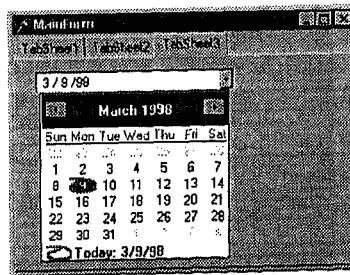 MainForm
TabSheet1 TabSheet2 TabSheet3
3 / 9 /98
March 1998
Sun Mon Tue Wed Thu Fri Sat
1 2 3 4 5 6 7
8 9 10 11 12 13 14
15 16 17 18 19 20 21
22 23 24 25 26 27 28
29 30 31
Today: 3/9/98